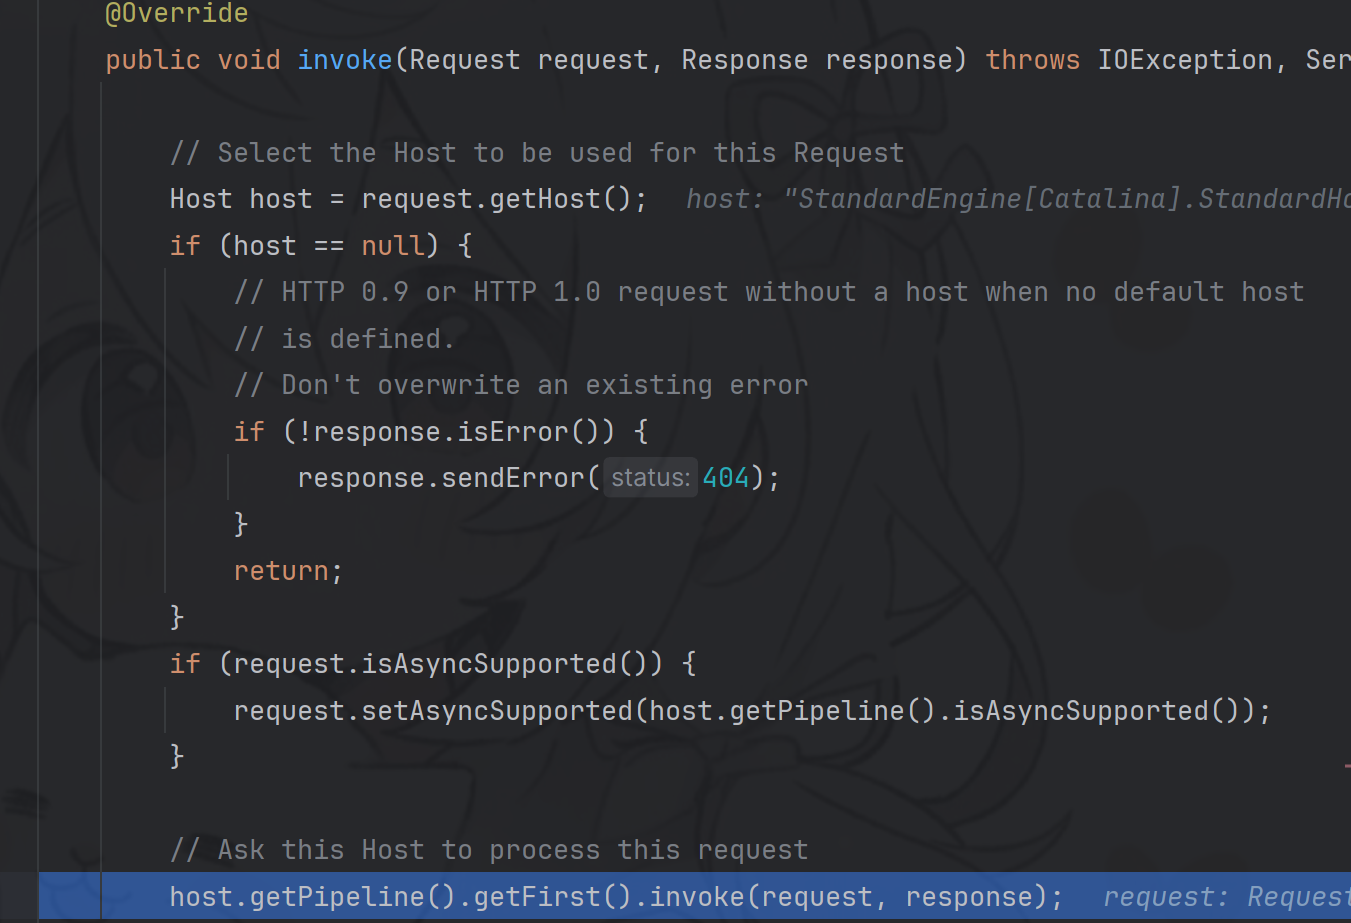 @Override
public void invoke(Request request, Response response) throws IOException, Ser
// Select the Host to be used for this Request
Host host = request.getHost(); host: "StandardEngine[Catalina].StandardHo
if (host == null) {
// HTTP 0.9 or HTTP 1.0 request without a host when no default host
// is defined.
// Don't overwrite an existing error
if (!response.isError()) {
response.sendError( status: 404);
}
return;
}
if (request.isAsyncSupported()) {
request.setAsyncSupported(host.getPipeline().isAsyncSupported());
}
// Ask this Host to process this request
host.getPipeline().getFirst().invoke(request, response); request: Request